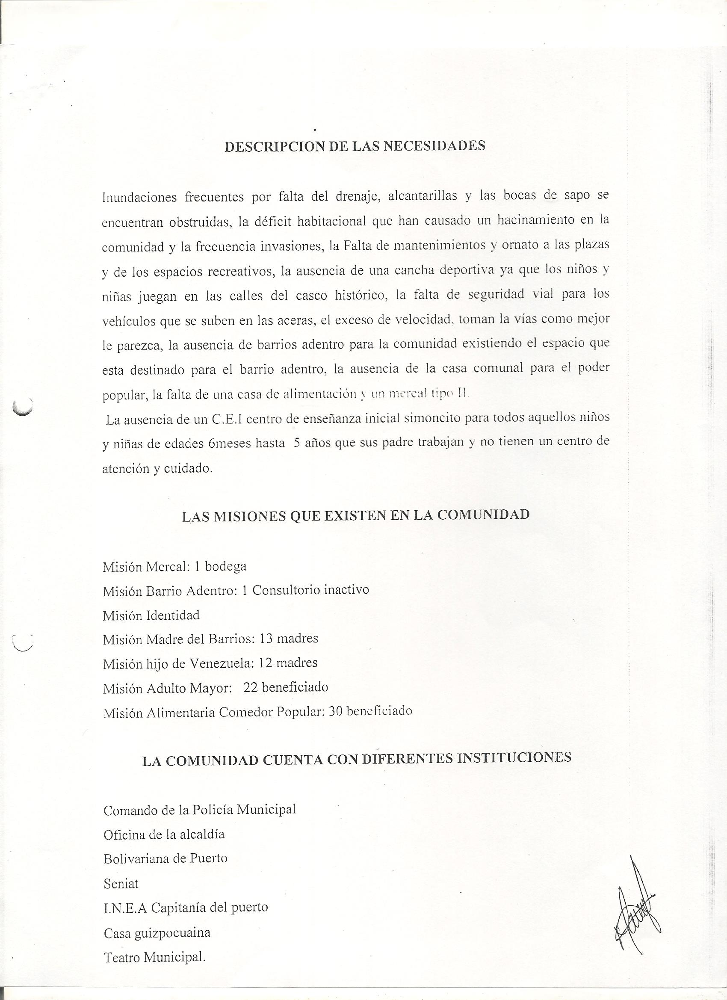 DESCRIPCION DE LAS NECESIDADES
Inundaciones frecuentes por falta del drenaje, alcantarillas y las bocas de sapo se
encuentran obstruidas, la déficit habitacional que han causado un hacinamiento en la
comunidad y la frecuencia invasiones, la Falta de mantenimientos y ornato a las plazas
y de los espacios recreativos, la ausencia de una cancha deportiva ya que los niños y
niñas juegan en las calles del casco histórico, la falta de seguridad vial para los
vehículos que se suben en las aceras, el exceso de velocidad, toman la vías como mejor
le parezca, la ausencia de barrios adentro para la comunidad existiendo el espacio que
esta destinado para el barrio adentro, la ausencia de la casa comunal para el poder
popular, la falta de una casa de alimentación y un mercal tipo II.
La ausencia de un C.E.I centro de enseñanza inicial simoncito para todos aquellos niños
y niñas de edades 6meses hasta 5 años que sus padre trabajan y no tienen un centro de
atención y cuidado.
LAS MISIONES QUE EXISTEN EN LA COMUNIDAD
Misión Mercal: 1 bodega
Misión Barrio Adentro: 1 Consultorio inactivo
Misión Identidad
Misión Madre del Barrios: 13 madres
Misión hijo de Venezuela: 12 madres
Misión Adulto Mayor: 22 beneficiado
Misión Alimentaria Comedor Popular: 30 beneficiado
LA COMUNIDAD CUENTA CON DIFERENTES INSTITUCIONES
Comando de la Policía Municipal
Oficina de la alcaldía
Bolivariana de Puerto
Seniat
I.N.E.A Capitanía del puerto
Casa guizpocuaina
Teatro Municipal.